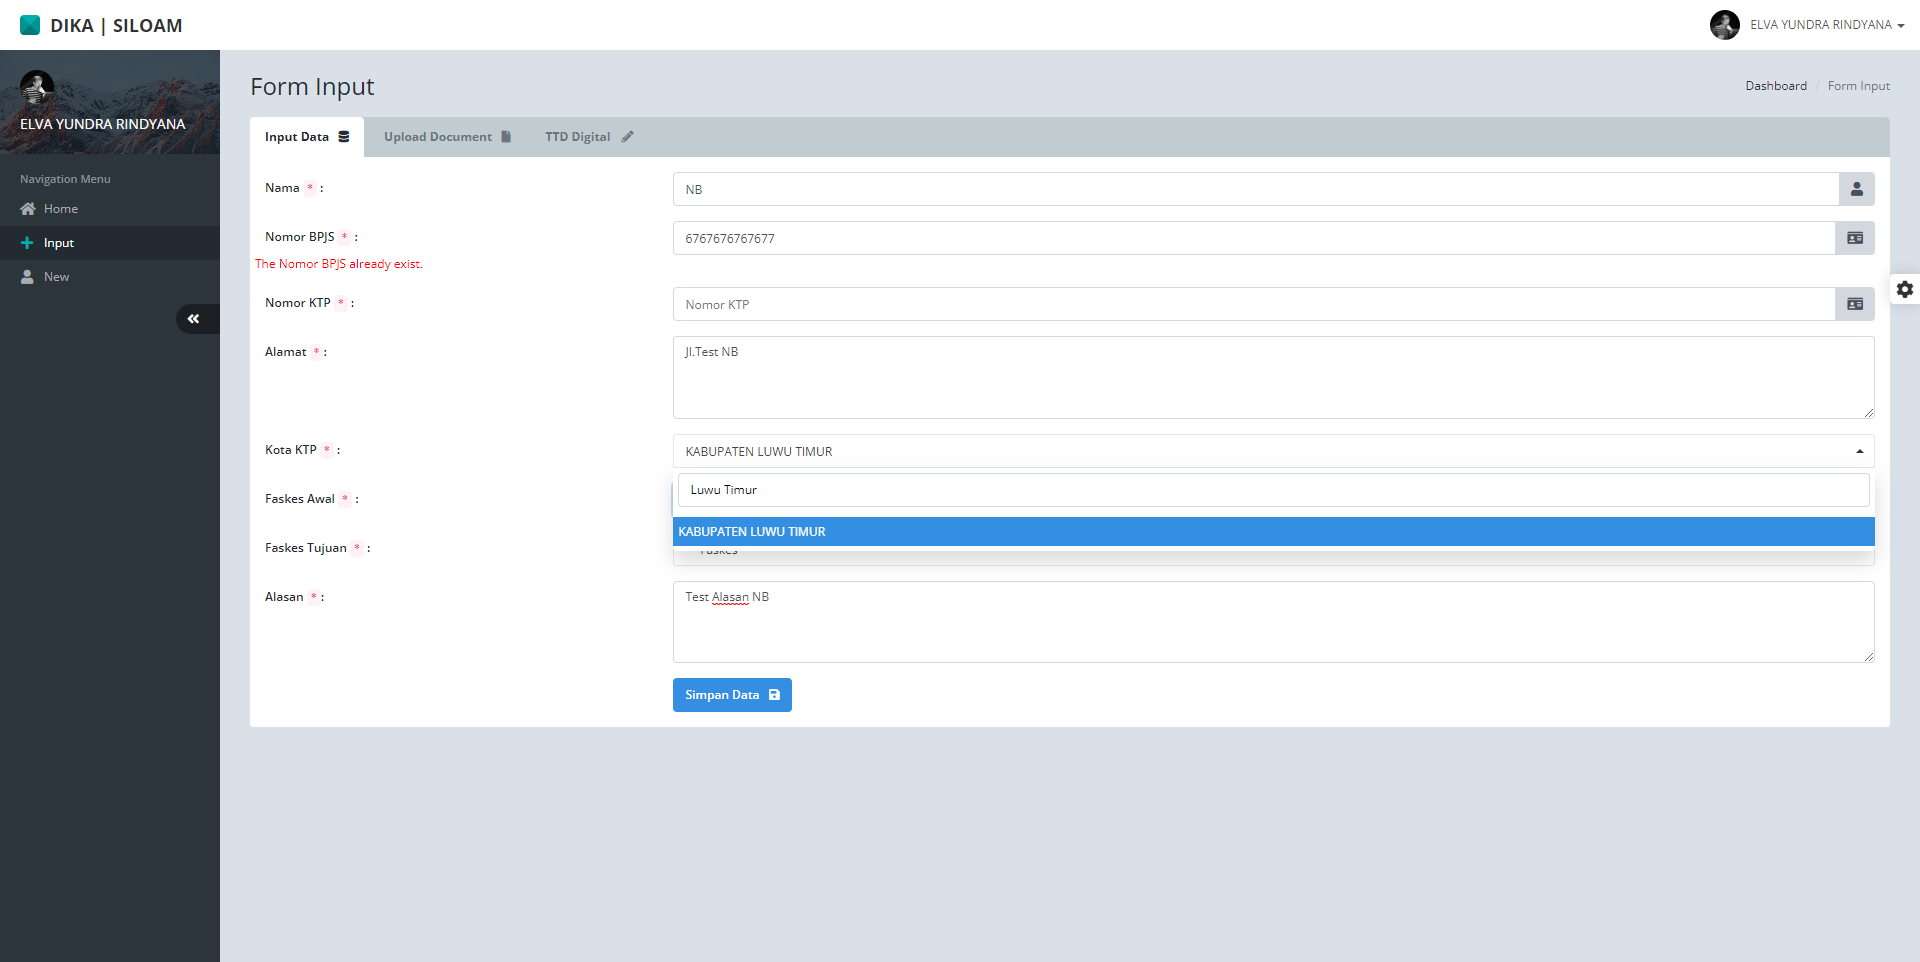 DIKA | SILOAM
ELVA YUNDRA RINDYANA
ELVA YUNDRA RINDYANA
Navigation Menu
Home
Input
New
Form Input
Dashboard / Form Input
Input Data
Upload Document
TTD Digital
Nama * :
NB
Nomor BPJS * :
6767676767677
The Nomor BPJS already exist.
Nomor KTP * :
Nomor KTP
Alamat * :
Jl.Test NB
Kota KTP * :
KABUPATEN LUWU TIMUR
Luwu Timur
KABUPATEN LUWU TIMUR
Faskes Awal * :
Faskes Tujuan * :
Faskes
Alasan * :
Test Alasan NB
Simpan Data